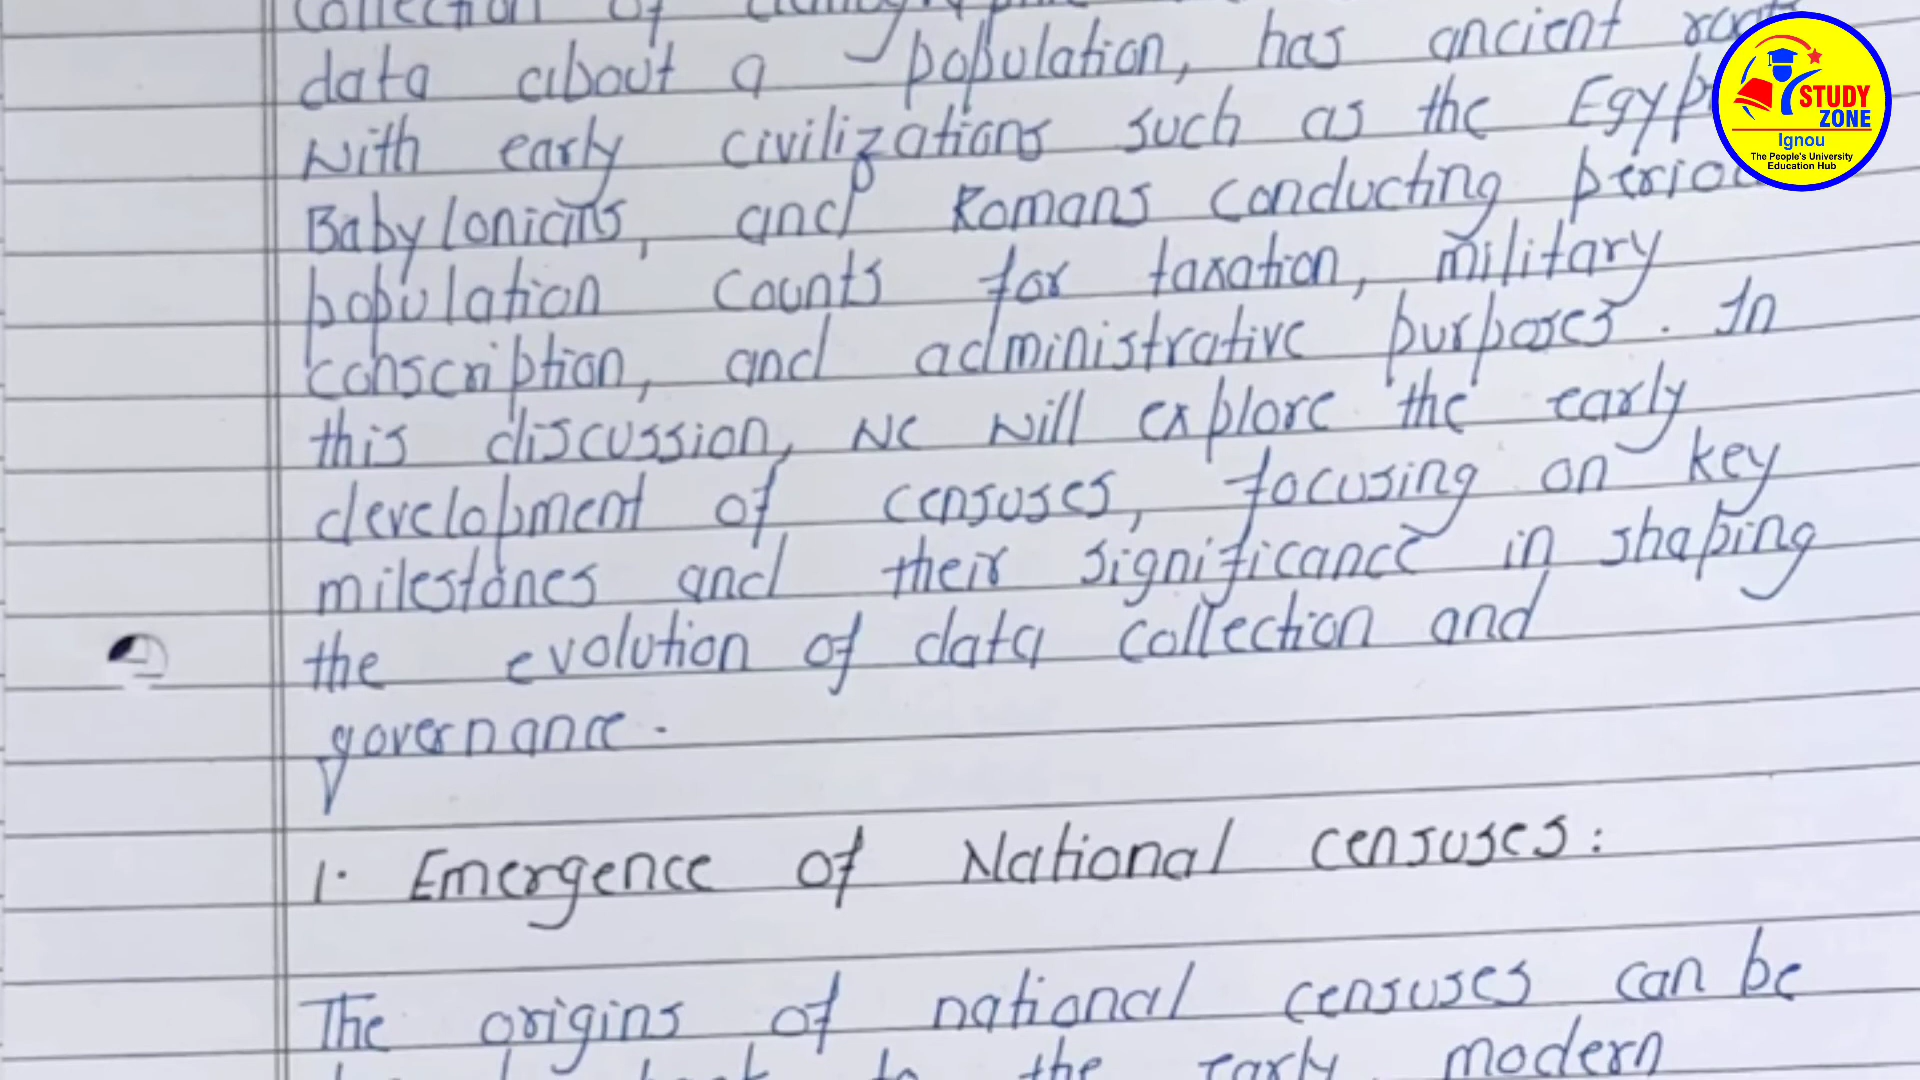 collection of
data about a population, has ancient
with early civilizations such as the
Babylonians, and Romans conducting
population counts for taxation, military
conscription, and administrative purposes. In
this discussion, we will explore the early
development of censuses, focusing on key
milestones and their significance in shaping
the evolution of data collection and
governance.
1. Emergence of National censuses:
The origins of national censuses can be
to the early modern
STUDY
ZONE
Ignou
The People's University
Education Hub